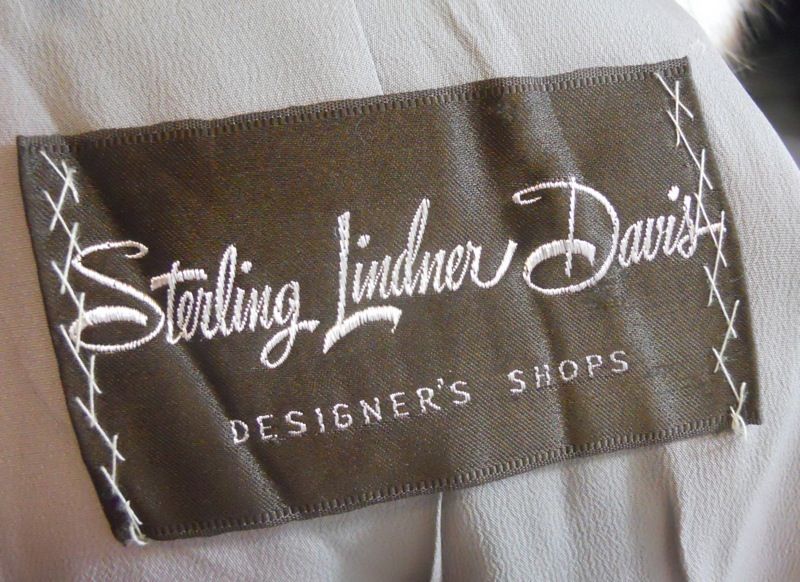 Sterling Lindner Davis
DESIGNER'S SHOPS